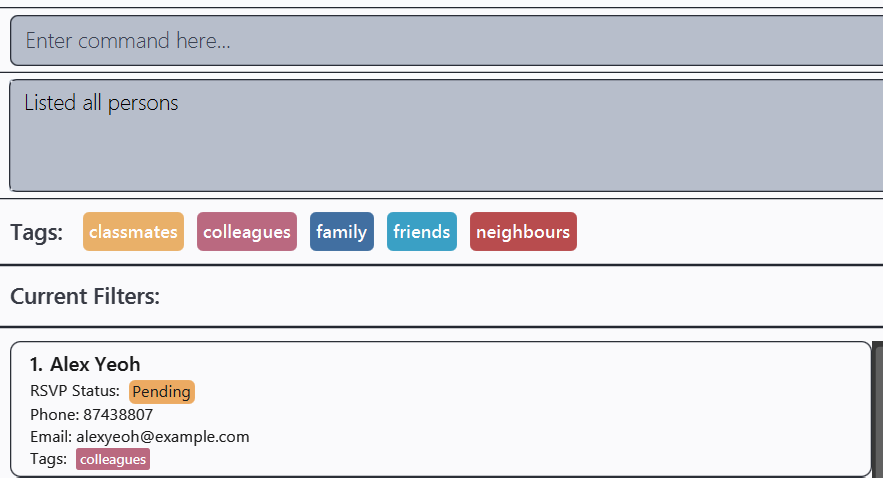 Enter command here...
Listed all persons
Tags: classmates colleagues family friends neighbours
Current Filters:
1. Alex Yeoh
RSVP Status: Pending
Phone: 87438807
Email: alexyeoh@example.com
Tags: colleagues